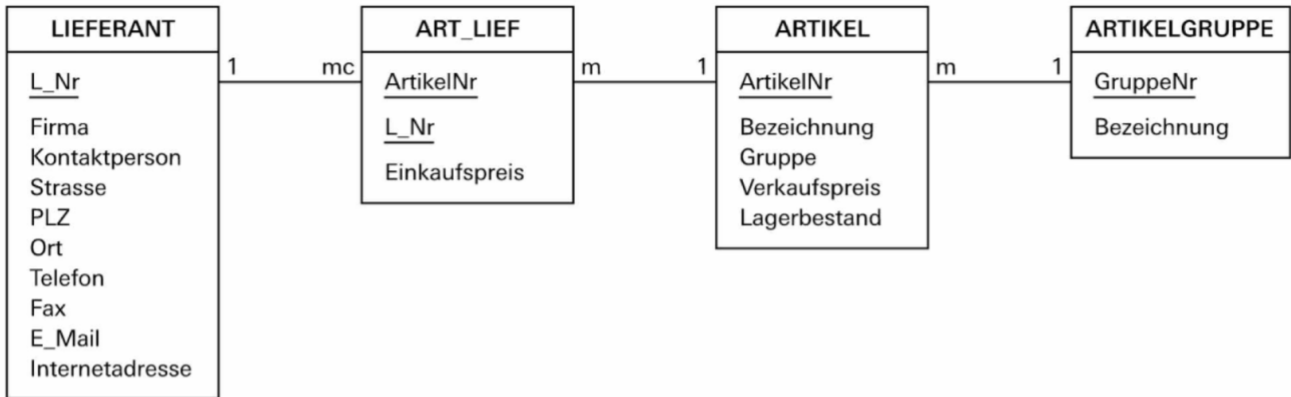 LIEFERANT
L_Nr
Firma
Kontaktperson
Strasse
PLZ
Ort
Telefon
Fax
E_Mail
Internetadresse
1
mc
ART_LIEF
ArtikelNr
L_Nr
Einkaufspreis
m
1
ARTIKEL
ArtikelNr
Bezeichnung
Gruppe
Verkaufspreis
Lagerbestand
m
1
ARTIKELGRUPPE
GruppeNr
Bezeichnung